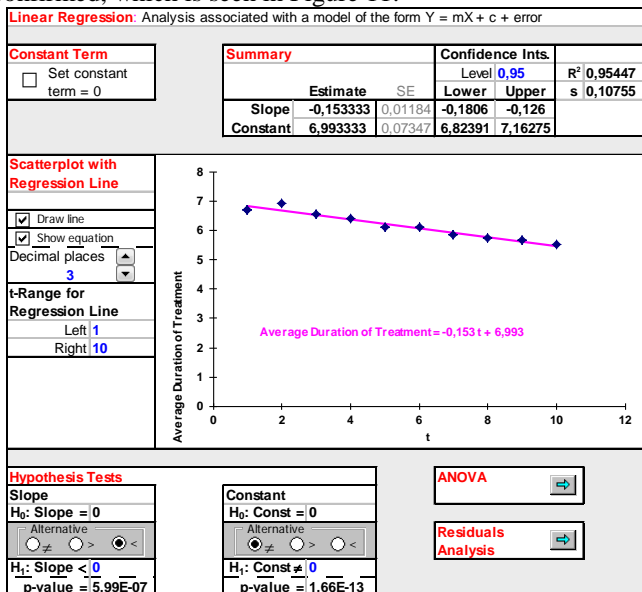 Linear Regression: Analysis associated with a model of the form Y = mX + c + error
Constant Term
Set constant
term = 0
Summary
Confidence Ints.
Level 0,95
R² 0,95447
Estimate SE Lower Upper
s 0,10755
Slope -0,153333 0,01184 -0,1806 -0,126
Constant 6,993333 0,07347 6,82391 7,16275
Scatterplot with
Regression Line
Draw line
Show equation
Decimal places
3
t-Range for
Regression Line
Left 1
Right 10
Average Duration of Treatment
8
7
6
5
4
3
2
1
0
Average Duration of Treatment = -0,153 t + 6,993
0 2 4 6 8 10 12
t
Hypothesis Tests
Slope
H₀: Slope = 0
Alternative
≠ > <
H₁: Slope < 0
p-value = 5.99E-07
Constant
H₀: Const = 0
Alternative
≠ > <
H₁: Const ≠ 0
p-value = 1.66E-13
ANOVA
Residuals
Analysis